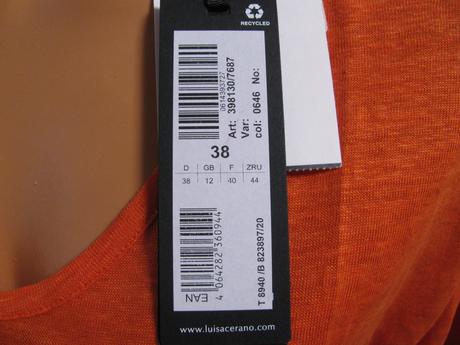 RECYCLED
0614393727
Art: 398130/7687
Var:
col: 0646 No:
38
D GB F ZRU
38 12 40 44
EAN
4 064282 360944
T 8940 /B 823897/20
www.luisacerano.com